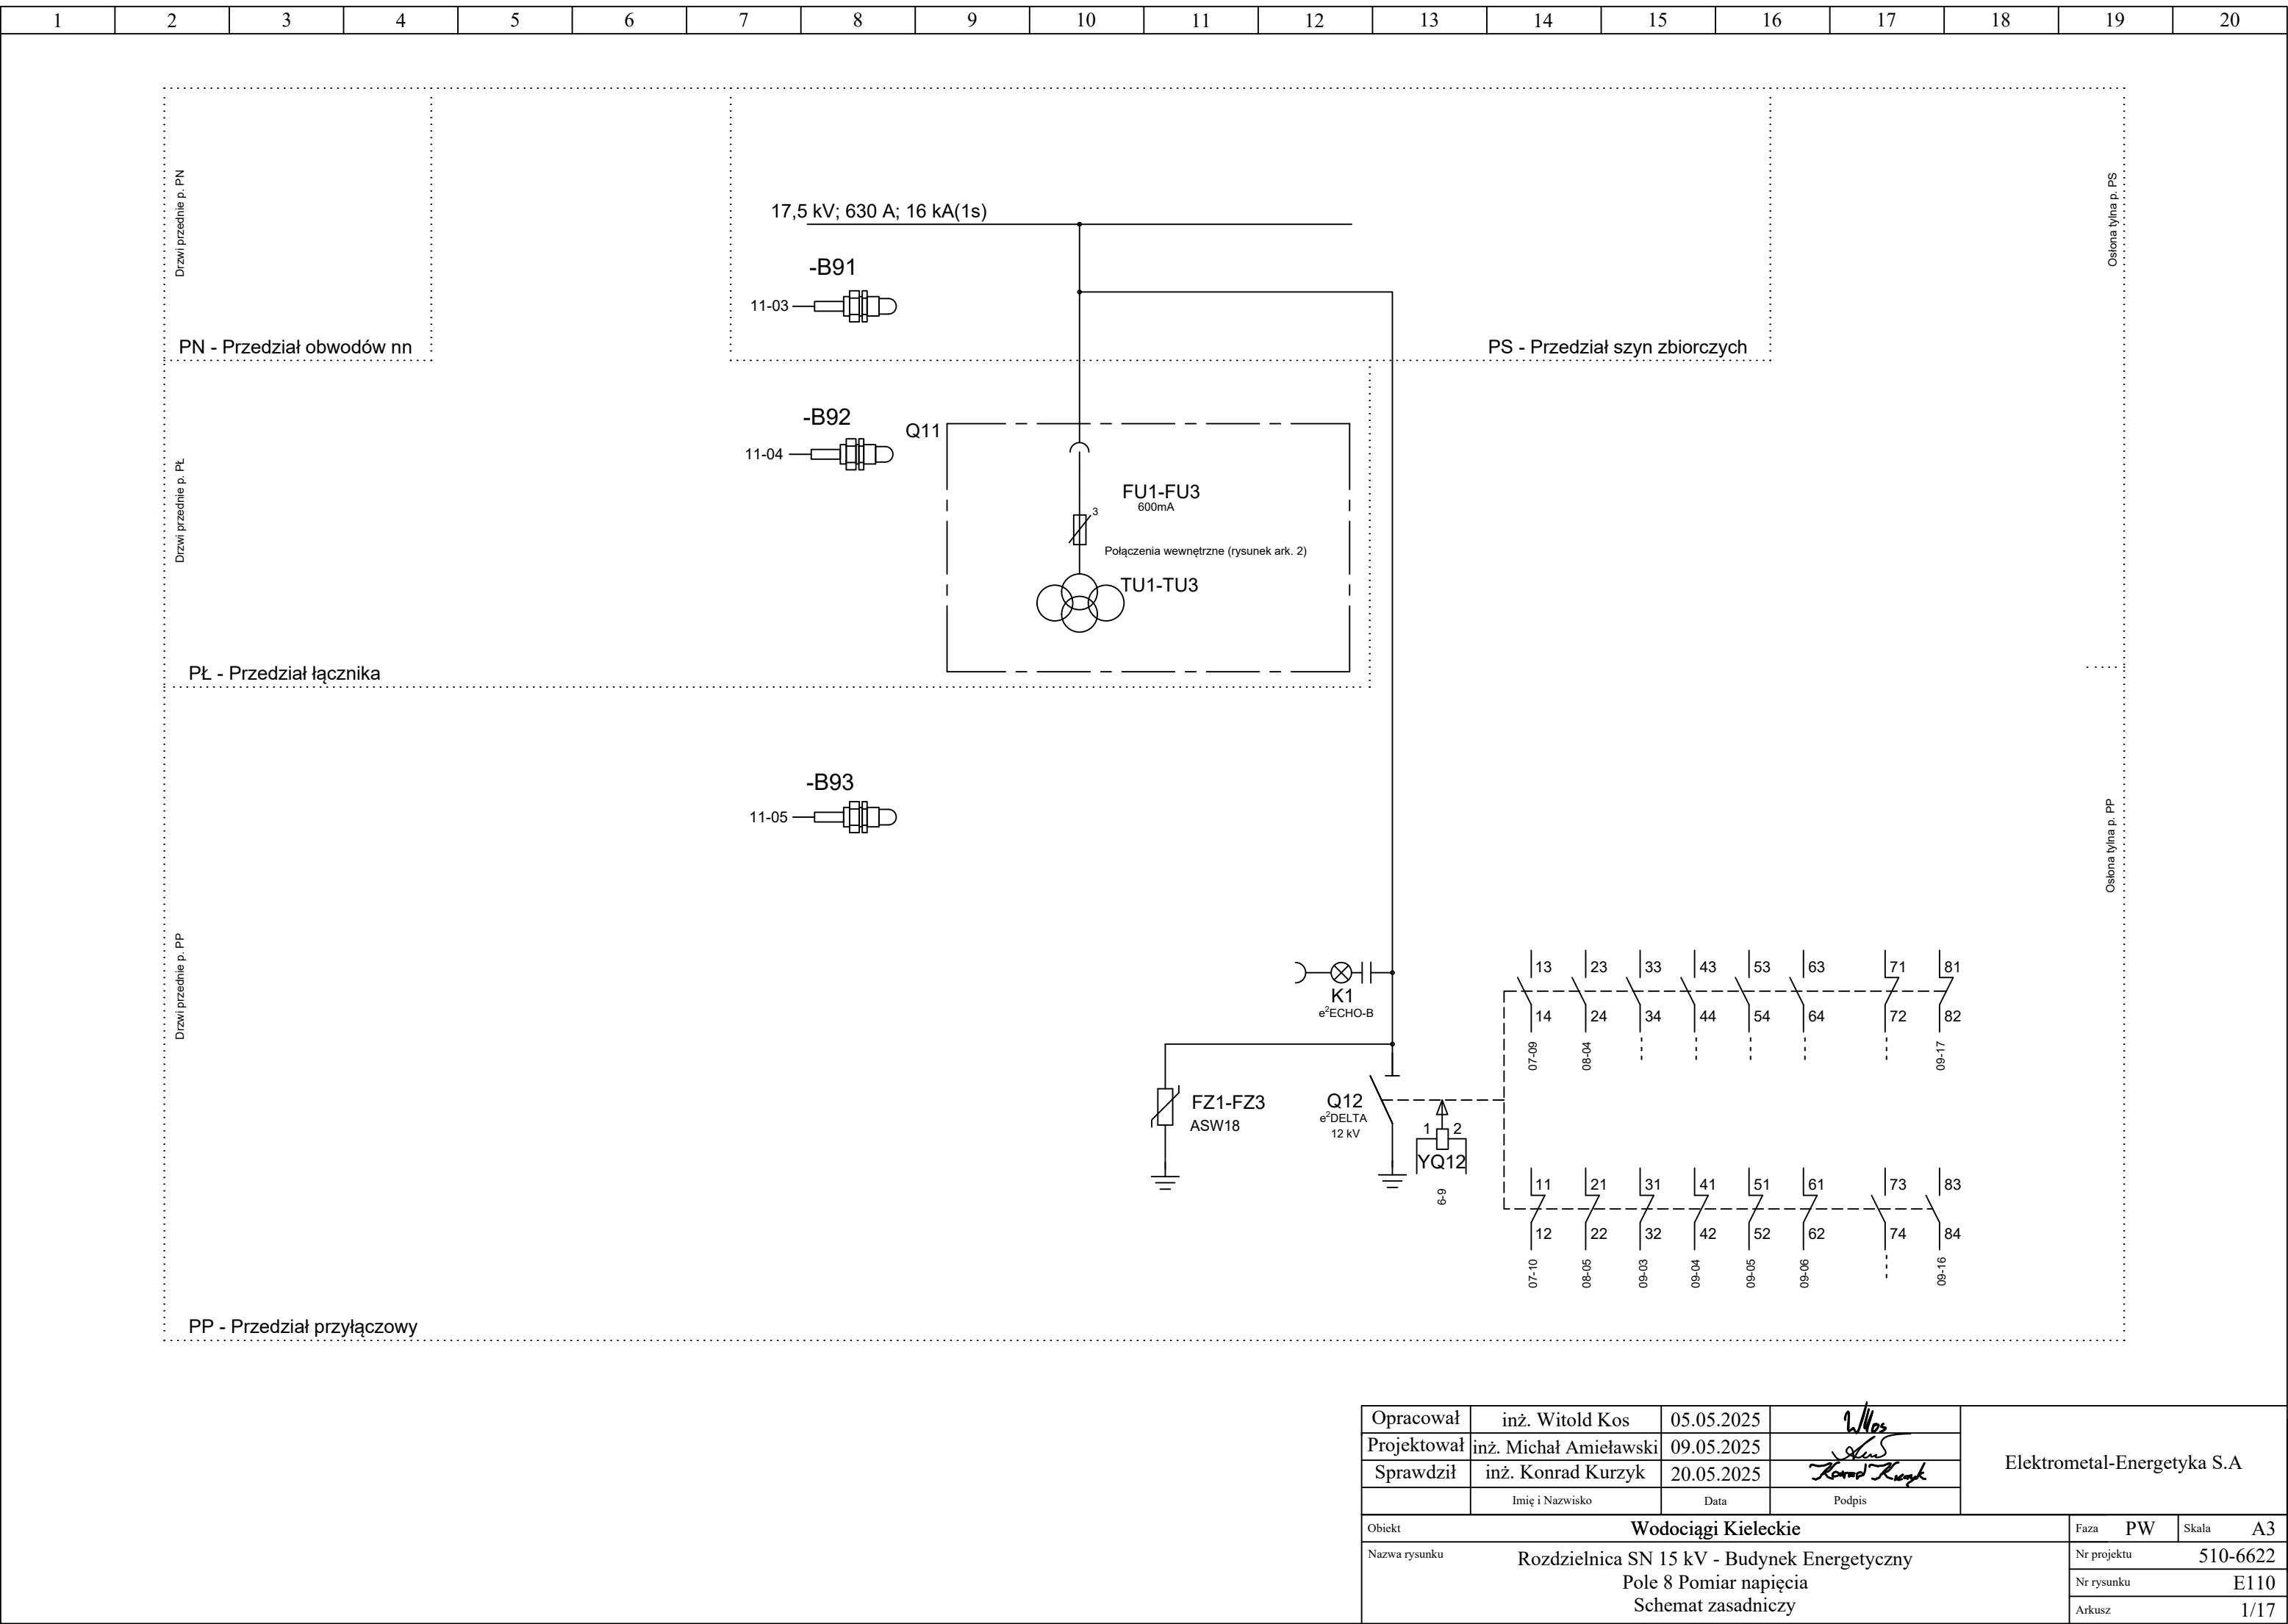 1 2 3 4 5 6 7 8 9 10 11 12 13 14 15 16 17 18 19 20
Drzwi przednie p. PN
Osłona tylna p. PS
17,5 kV; 630 A; 16 kA(1s)
-B91
11-03
PN - Przedział obwodów nn
PS - Przedział szyn zbiorczych
-B92
Q11
11-04
Drzwi przednie p. PŁ
FU1-FU3
600mA
3
Połączenia wewnętrzne (rysunek ark. 2)
TU1-TU3
PŁ - Przedział łącznika
-B93
11-05
Osłona tylna p. PP
Drzwi przednie p. PP
13 23 33 43 53 63 71 81
K1
e²ECHO-B
14 24 34 44 54 64 72 82
07-09 08-04 09-17
FZ1-FZ3
ASW18
Q12
e²DELTA
12 kV
1 2
YQ12
6-9
11 21 31 41 51 61 73 83
12 22 32 42 52 62 74 84
07-10 08-05 09-03 09-04 09-05 09-06 09-16
PP - Przedział przyłączowy
Opracował inż. Witold Kos 05.05.2025
Projektował inż. Michał Amieławski 09.05.2025
Sprawdził inż. Konrad Kurzyk 20.05.2025
Konrad Kurzyk
Imię i Nazwisko Data Podpis
Elektrometal-Energetyka S.A
Obiekt Wodociągi Kieleckie
Faza PW Skala A3
Nazwa rysunku
Rozdzielnica SN 15 kV - Budynek Energetyczny
Pole 8 Pomiar napięcia
Schemat zasadniczy
Nr projektu 510-6622
Nr rysunku E110
Arkusz 1/17